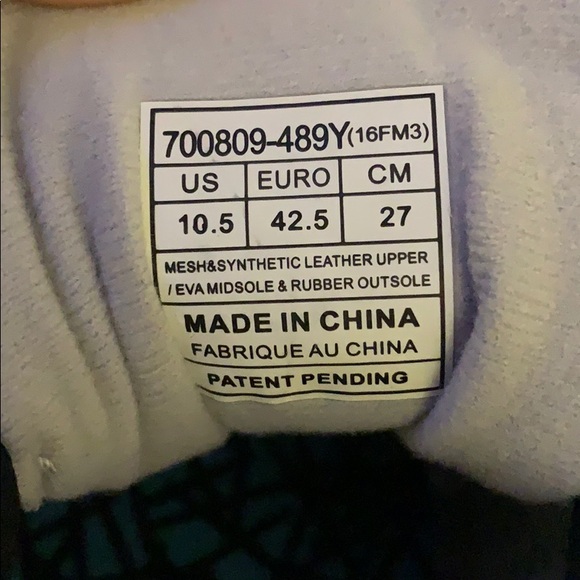 700809-489Y(16FM3)
US EURO CM
10.5 42.5 27
MESH&SYNTHETIC LEATHER UPPER
/ EVA MIDSOLE & RUBBER OUTSOLE
MADE IN CHINA
FABRIQUE AU CHINA
PATENT PENDING